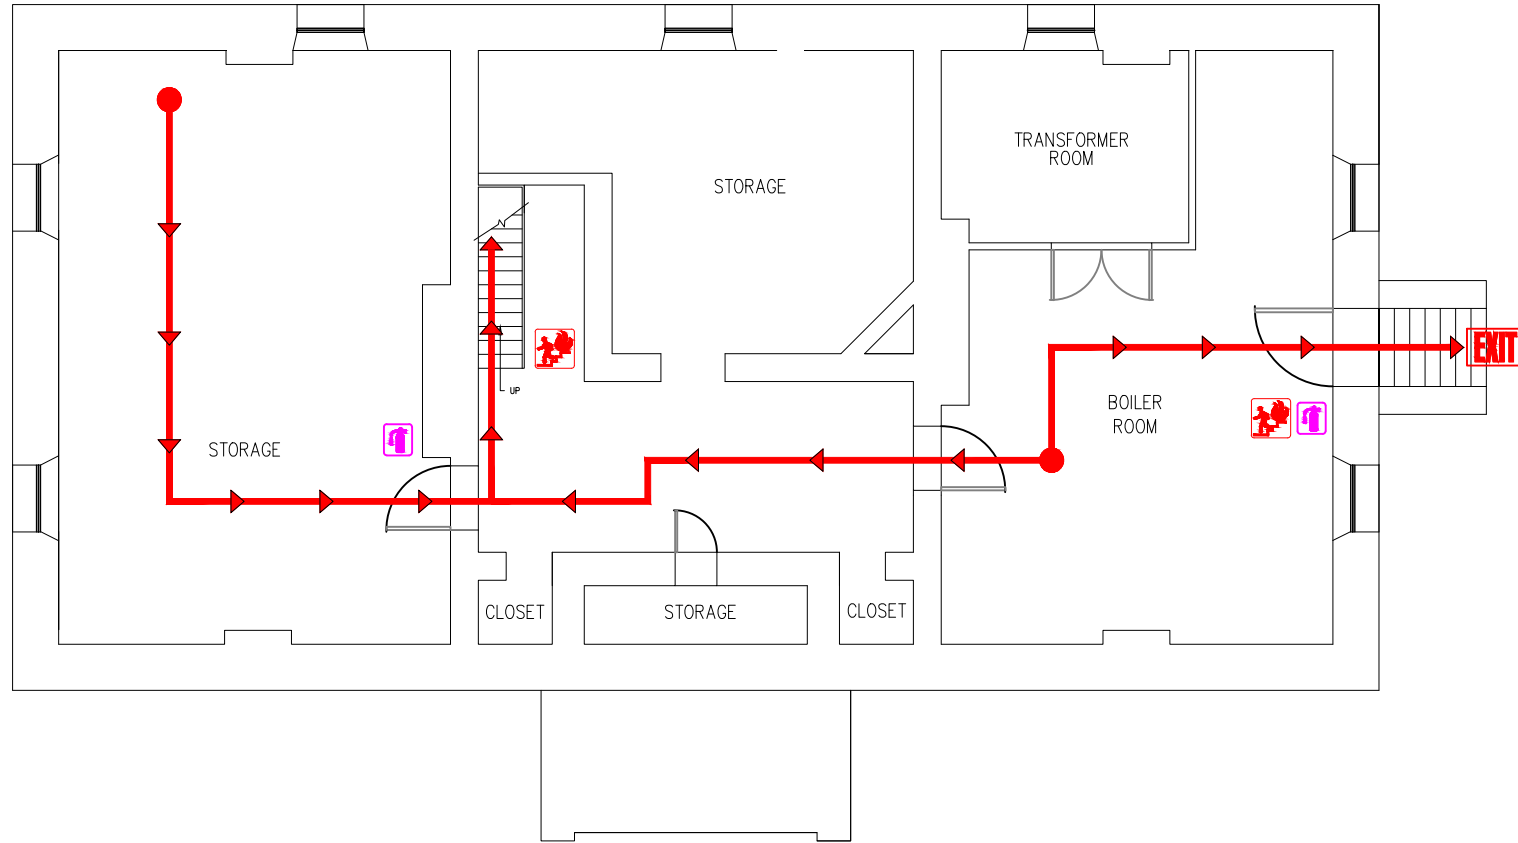 TRANSFORMER
ROOM
STORAGE
EXIT
UP
BOILER
ROOM
STORAGE
CLOSET
STORAGE
CLOSET